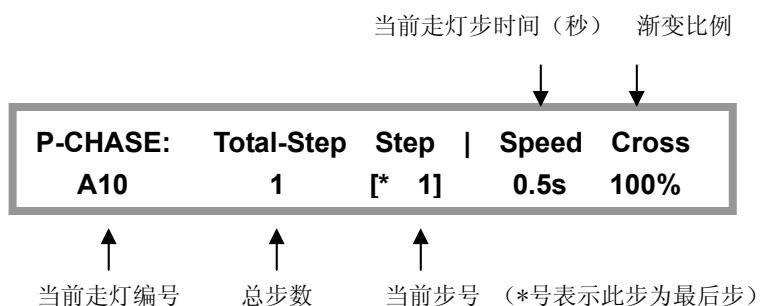 当前走灯步时间（秒） 渐变比例
P-CHASE: Total-Step Step | Speed Cross
A10 1 [* 1] 0.5s 100%
当前走灯编号 总步数 当前步号 （*号表示此步为最后步）